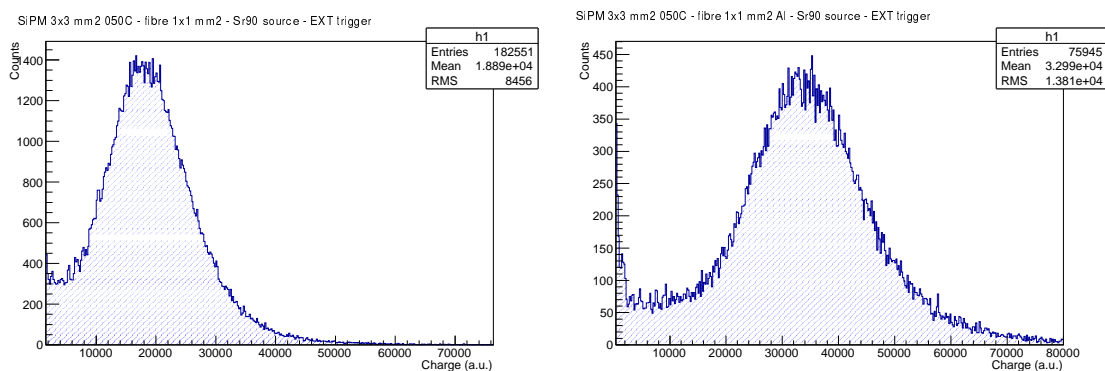 SiPM 3x3 mm2 050C - fibre 1x1 mm2 - Sr90 source - EXT trigger
h1
Entries 182551
Mean 1.889e+04
RMS 8456
Counts
1400
1200
1000
800
600
400
200
0
10000 20000 30000 40000 50000 60000 70000
Charge (a.u.)
SiPM 3x3 mm2 050C - fibre 1x1 mm2 Al - Sr90 source - EXT trigger
h1
Entries 75945
Mean 3.299e+04
RMS 1.381e+04
Counts
450
400
350
300
250
200
150
100
50
0
10000 20000 30000 40000 50000 60000 70000 80000
Charge (a.u.)